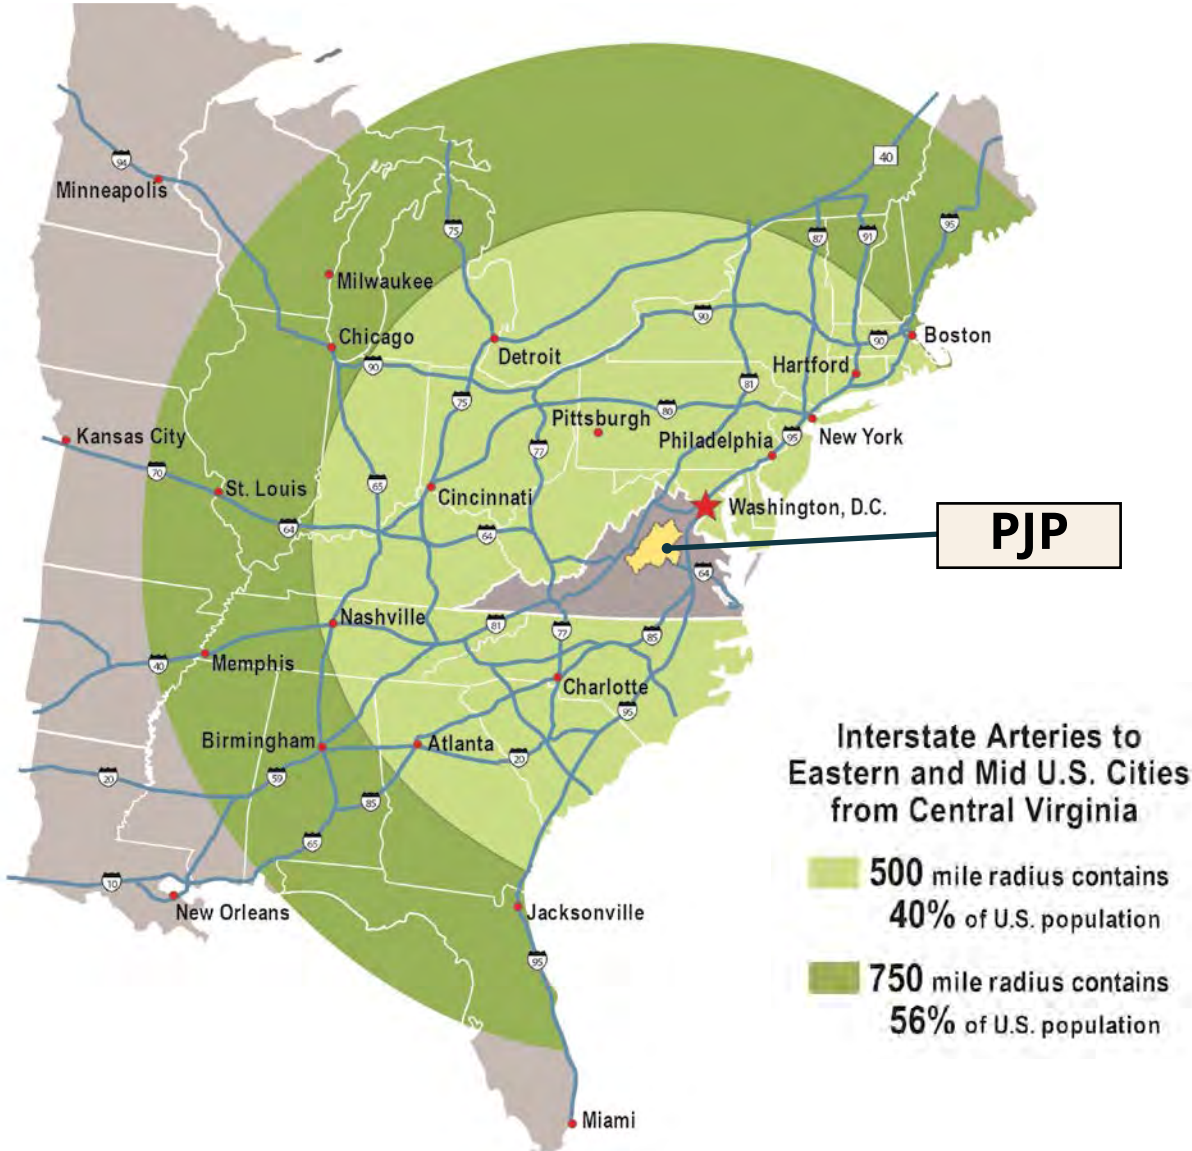 40
94
Minneapolis
95
75
87
91
Milwaukee
90
Boston
Chicago
90
90
Detroit
Hartford
81
75
80
Pittsburgh
New York
Kansas City
Philadelphia
95
77
70
65
St. Louis
Cincinnati
Washington, D.C.
PJP
64
64
64
Nashville
81
77
85
40
Memphis
Charlotte
95
Birmingham
Atlanta
20
20
59
85
65
10
New Orleans
Jacksonville
95
Miami
Interstate Arteries to
Eastern and Mid U.S. Cities
from Central Virginia
500 mile radius contains
40% of U.S. population
750 mile radius contains
56% of U.S. population